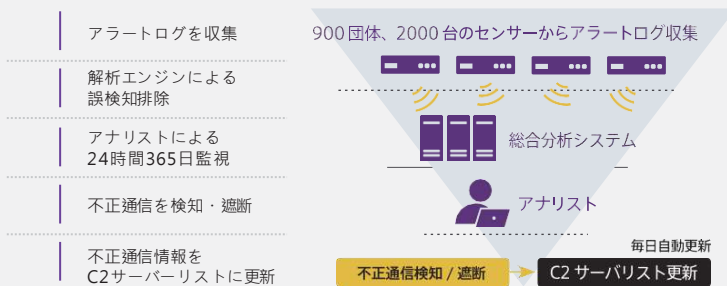 アラートログを収集
解析エンジンによる
誤検知排除
アナリストによる
24時間365日監視
不正通信を検知・遮断
不正通信情報を
C2サーバーリストに更新
900団体、2000台のセンサーからアラートログ収集
総合分析システム
アナリスト
毎日自動更新
不正通信検知 / 遮断
C2 サーバリスト更新